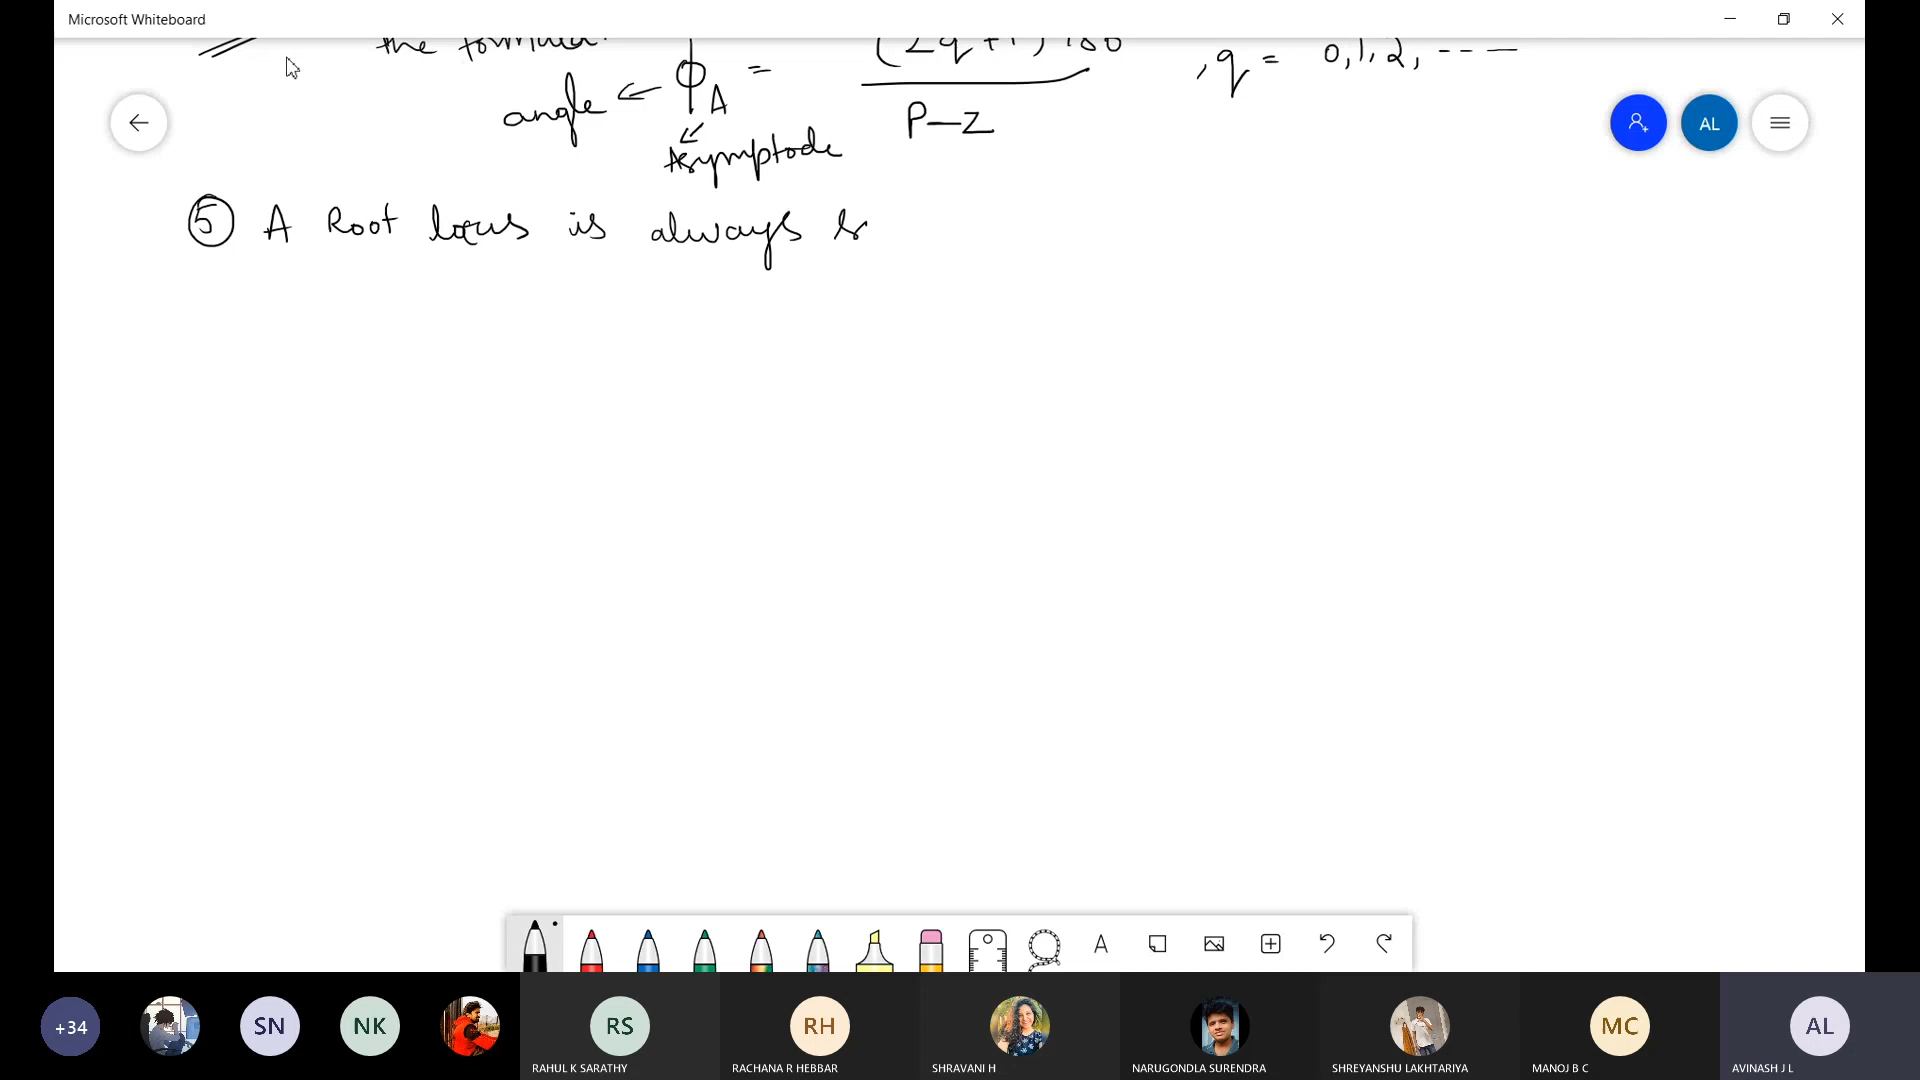 Microsoft Whiteboard
the formula.
(2q+1) 180
, q = 0, 1, 2, -- —
angle ← ϕA =
P-Z
Asymptode
AL
⑤ A Root locus is always
A
+34
SN
NK
RS
RH
MC
AL
RAHUL K SARATHY
RACHANA R HEBBAR
SHRAVANI H
NARUGONDLA SURENDRA
SHREYANSHU LAKHTARIYA
MANOJ B C
AVINASH J L